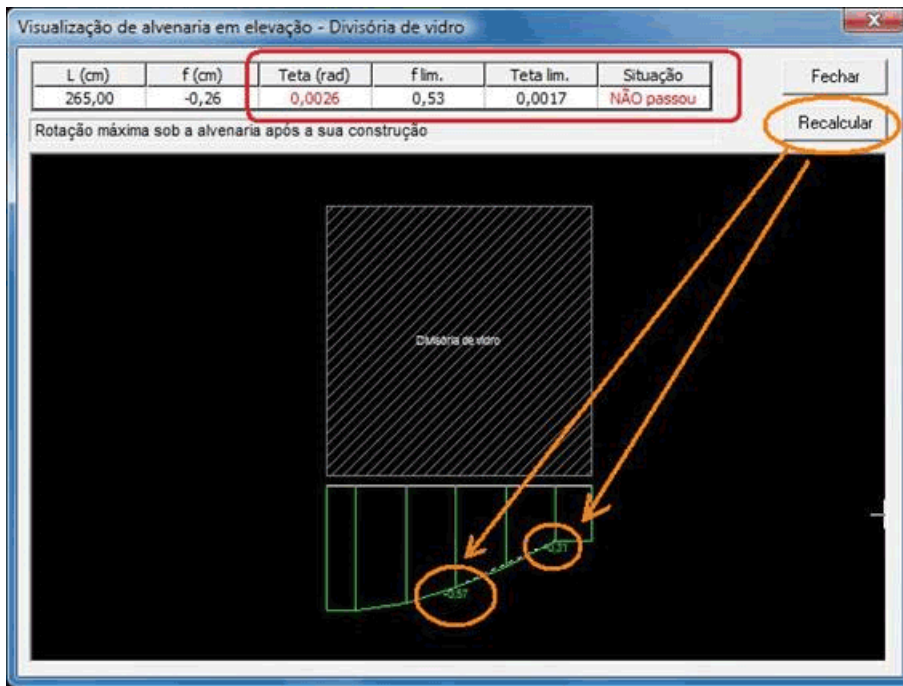 Visualização de alvenaria em elevação - Divisória de vidro
L (cm) f (cm) Teta (rad) f lim. Teta lim. Situação
265,00 -0,26 0,0026 0,53 0,0017 NÃO passou
Fechar
Recalcular
Rotação máxima sob a alvenaria após a sua construção
Divisória de vidro
-0,31
-0,57